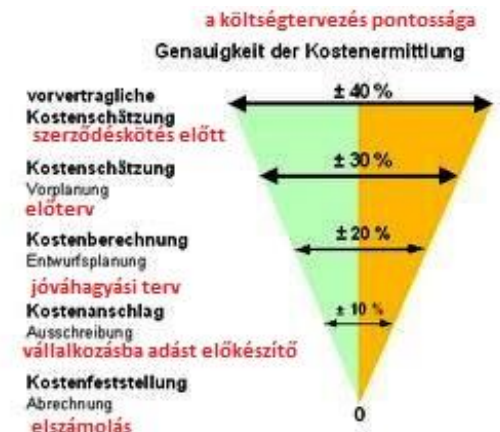 a költségtervezés pontossága
Genauigkeit der Kostenermittlung
vorvertragliche
Kostenschätzung
szerződéskötés előtt
± 40 %
Kostenschätzung
Vorplanung
előterv
± 30 %
Kostenberechnung
Entwurfsplanung
jóváhagyási terv
± 20 %
Kostenanschlag
Ausschreibung
vállalkozásba adást előkészítő
± 10 %
Kostenfeststellung
Abrechnung
elszámolás
0